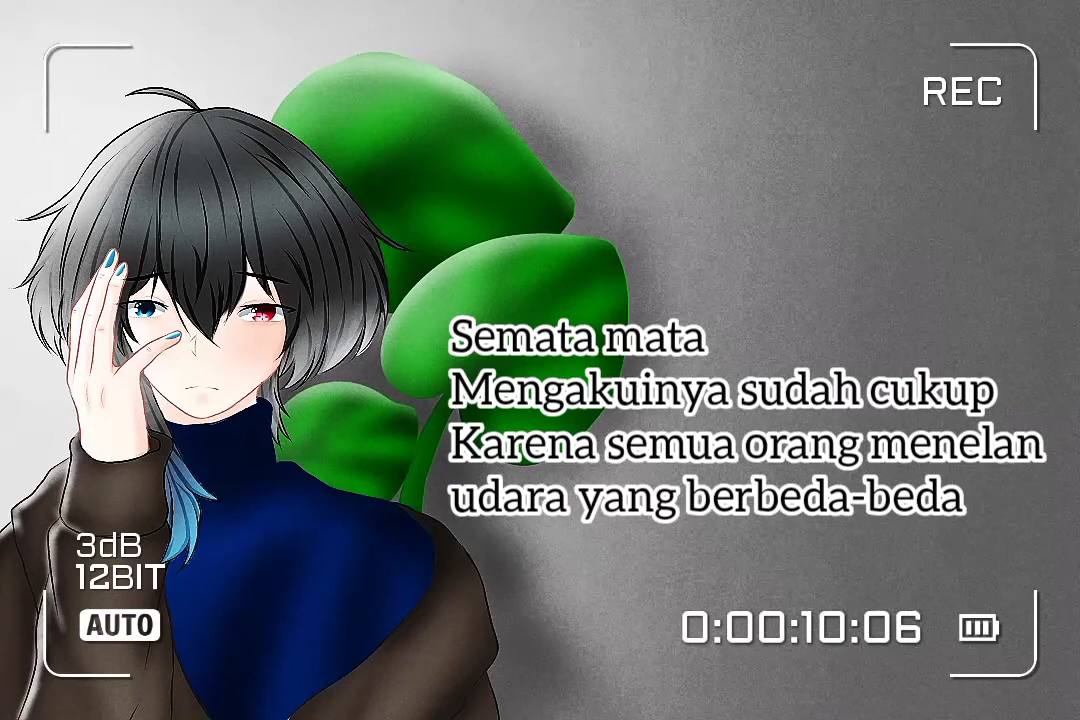 REC
Semata mata
Mengakuinya sudah cukup
Karena semua orang menelan
udara yang berbeda-beda
3dB
12BIT
AUTO
0:00:10:06